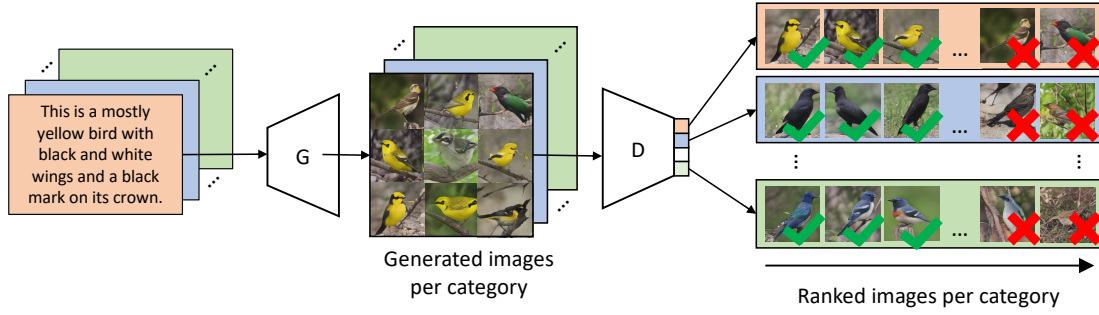 This is a mostly
yellow bird with
black and white
wings and a black
mark on its crown.
G
Generated images
per category
D
...
...
...
Ranked images per category